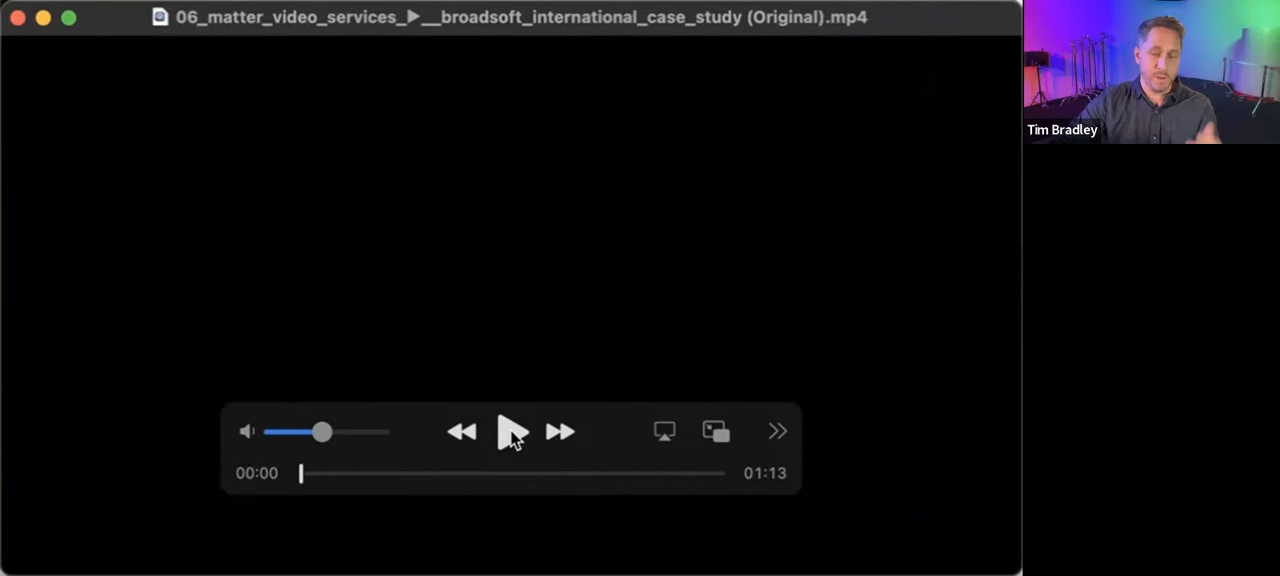 06_matter_video_services_▶__broadsoft_international_case_study (Original).mp4
Tim Bradley
00:00
01:13